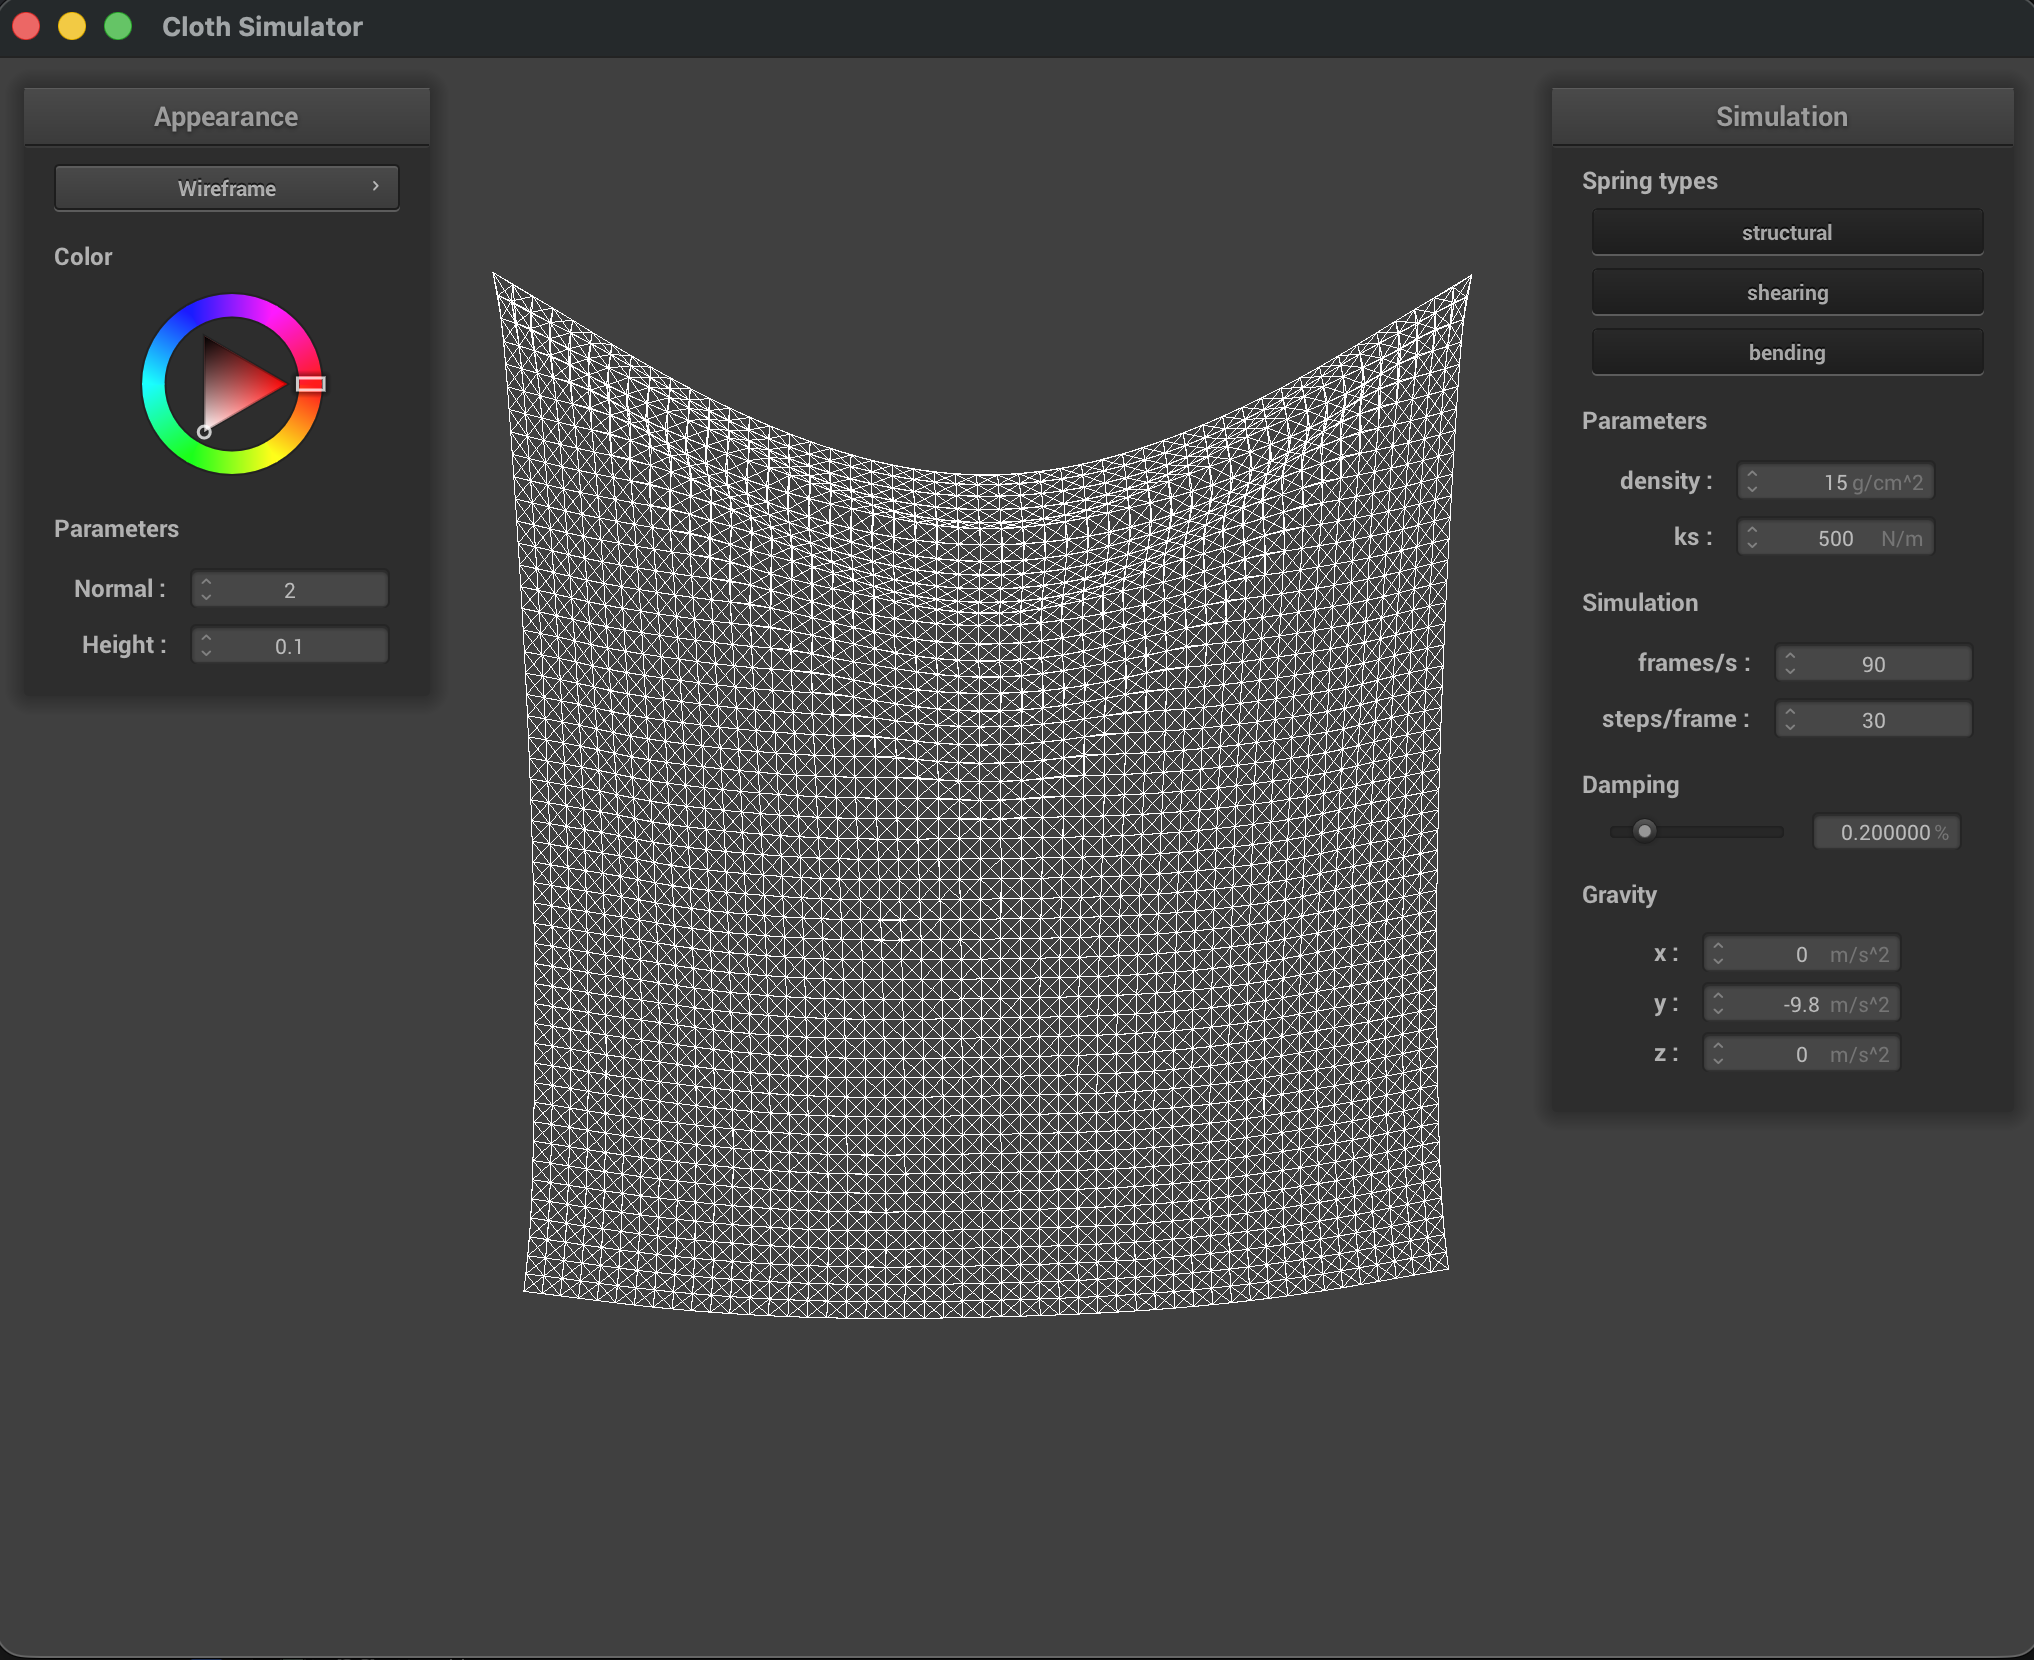 Cloth Simulator
Appearance
Wireframe
Color
Parameters
Normal : 2
Height : 0.1
Simulation
Spring types
structural
shearing
bending
Parameters
density : 15 g/cm^2
ks : 500 N/m
Simulation
frames/s : 90
steps/frame : 30
Damping
0.200000 %
Gravity
x : 0 m/s^2
y : -9.8 m/s^2
z : 0 m/s^2